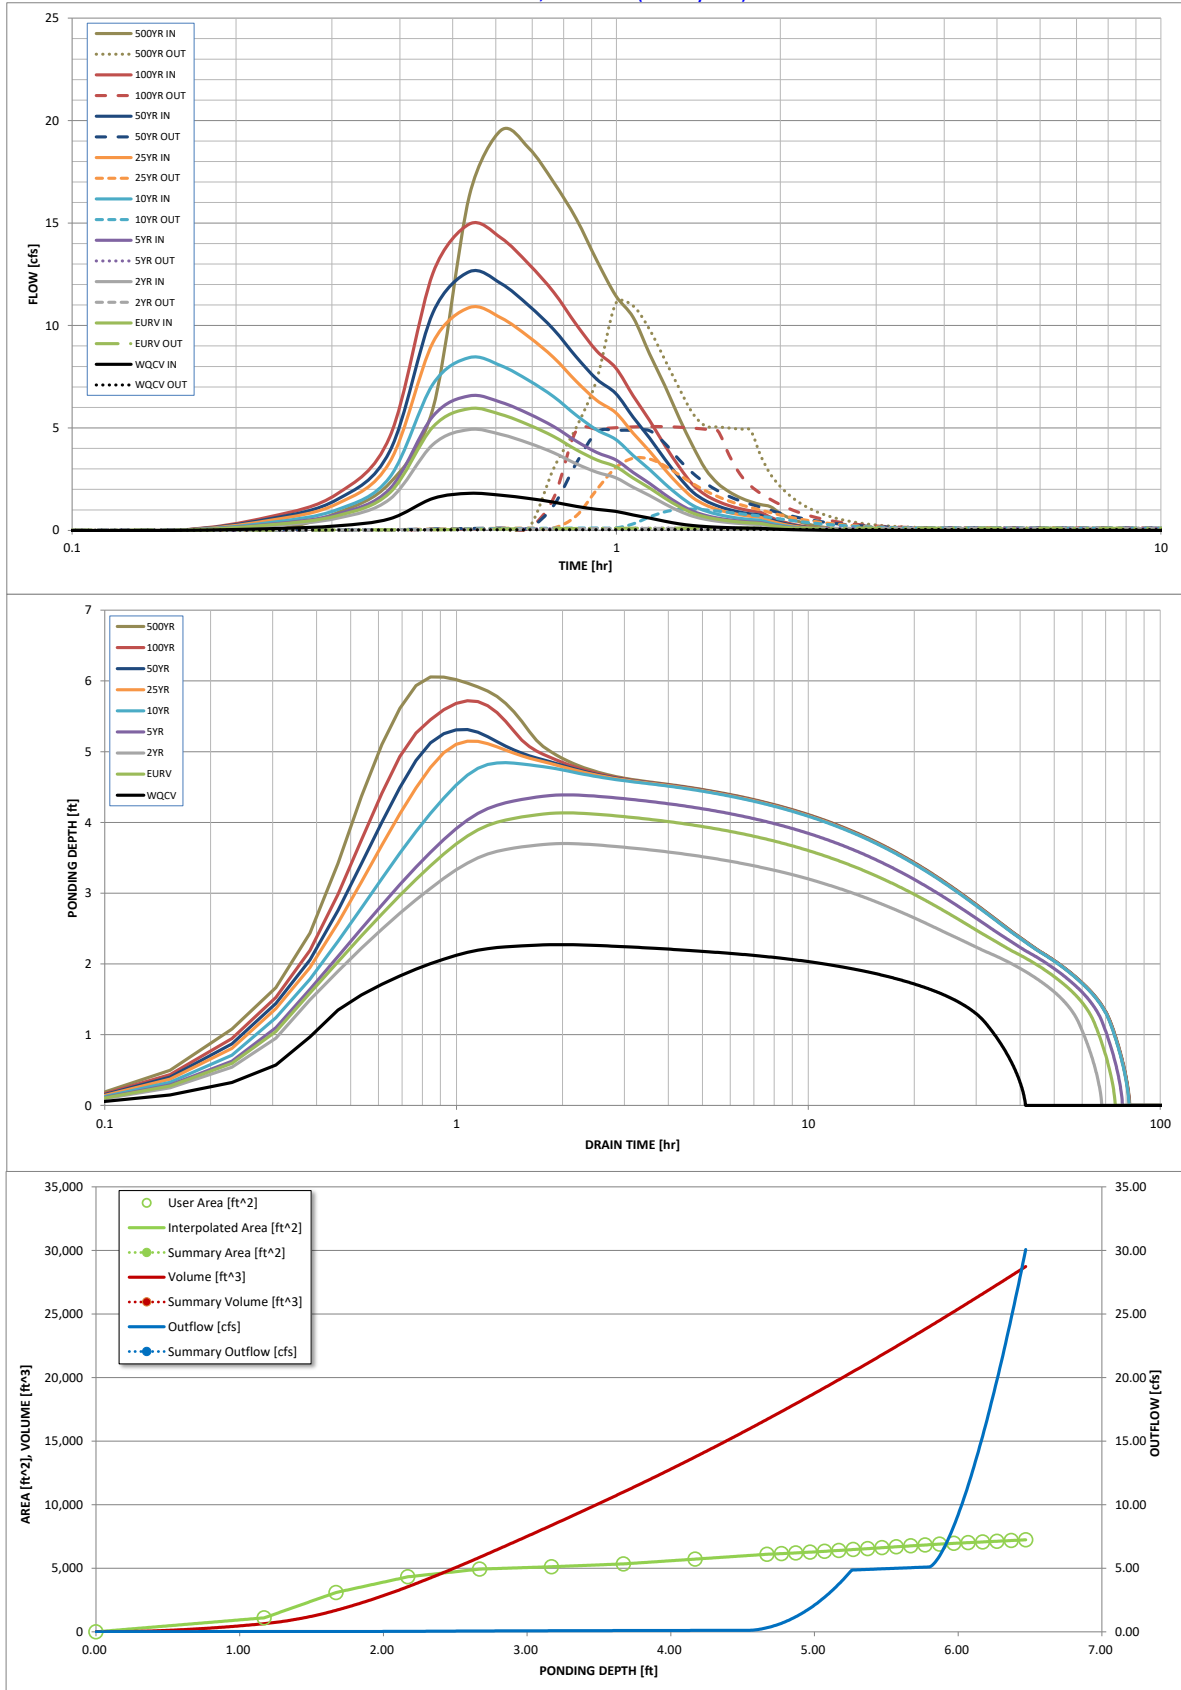 25
20
15
10
5
0
FLOW [cfs]
500YR IN
500YR OUT
100YR IN
100YR OUT
50YR IN
50YR OUT
25YR IN
25YR OUT
10YR IN
10YR OUT
5YR IN
5YR OUT
2YR IN
2YR OUT
EURV IN
EURV OUT
WQCV IN
WQCV OUT
0.1
1
10
TIME [hr]
7
6
5
4
3
2
1
0
PONDING DEPTH [ft]
500YR
100YR
50YR
25YR
10YR
5YR
2YR
EURV
WQCV
0.1
1
10
100
DRAIN TIME [hr]
35,000
30,000
25,000
20,000
15,000
10,000
5,000
0
AREA [ft^2], VOLUME [ft^3]
User Area [ft^2]
Interpolated Area [ft^2]
Summary Area [ft^2]
Volume [ft^3]
Summary Volume [ft^3]
Outflow [cfs]
Summary Outflow [cfs]
35.00
30.00
25.00
20.00
15.00
10.00
5.00
0.00
OUTFLOW [cfs]
0.00
1.00
2.00
3.00
4.00
5.00
6.00
7.00
PONDING DEPTH [ft]